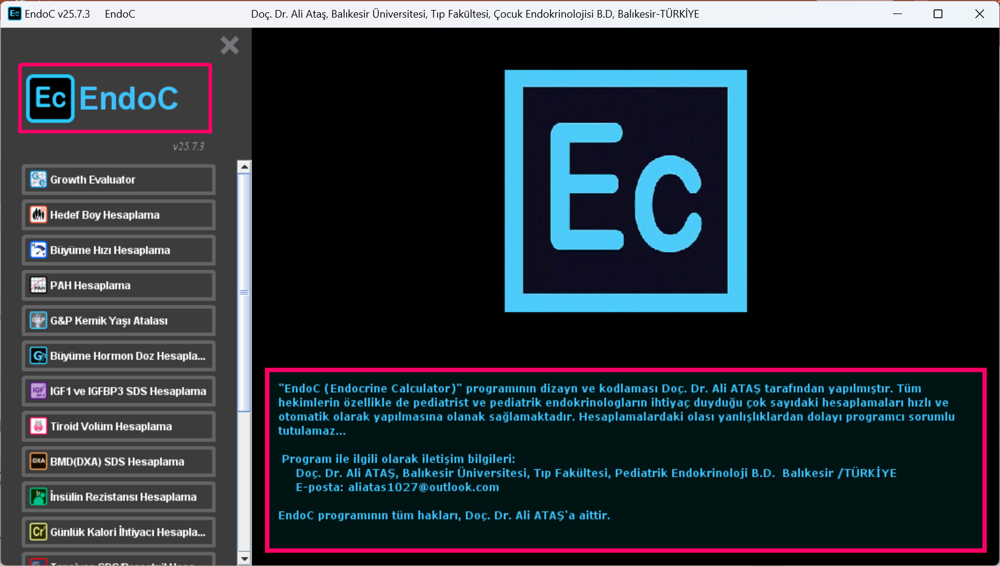 Ec EndoC v25.7.3 EndoC Doç. Dr. Ali Ataş, Balıkesir Üniversitesi, Tıp Fakültesi, Çocuk Endokrinolojisi B.D, Balıkesir-TÜRKİYE
Ec EndoC
v25.7.3
Growth Evaluator
Hedef Boy Hesaplama
Büyüme Hızı Hesaplama
PAH PAH Hesaplama
G&P G&P Kemik Yaşı Atalası
Büyüme Hormon Doz Hesapla...
IGF IGF1 ve IGFBP3 SDS Hesaplama
Tiroid Volüm Hesaplama
DXA BMD(DXA) SDS Hesaplama
Ir İnsülin Rezistansı Hesaplama
Cr Günlük Kalori İhtiyacı Hesapla...
Ec
"EndoC (Endocrine Calculator)" programının dizayn ve kodlaması Doç. Dr. Ali ATAŞ tarafından yapılmıştır. Tüm
hekimlerin özellikle de pediatrist ve pediatrik endokrinologların ihtiyaç duyduğu çok sayıdaki hesaplamaları hızlı ve
otomatik olarak yapılmasına olanak sağlamaktadır. Hesaplamalardaki olası yanlışlıklardan dolayı programcı sorumlu
tutulamaz...
Program ile ilgili olarak iletişim bilgileri:
Doç. Dr. Ali ATAŞ, Balıkesir Üniversitesi, Tıp Fakültesi, Pediatrik Endokrinoloji B.D. Balıkesir /TÜRKİYE
E-posta: aliatas1027@outlook.com
EndoC programının tüm hakları, Doç. Dr. Ali ATAŞ'a aittir.